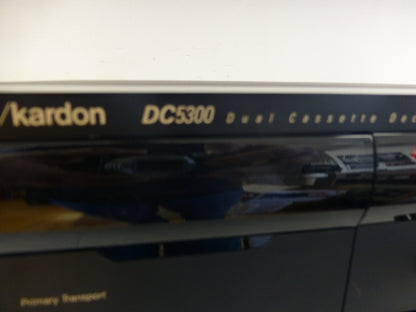 /kardon DC5300 Dual Cassette Dec
Primary Transport